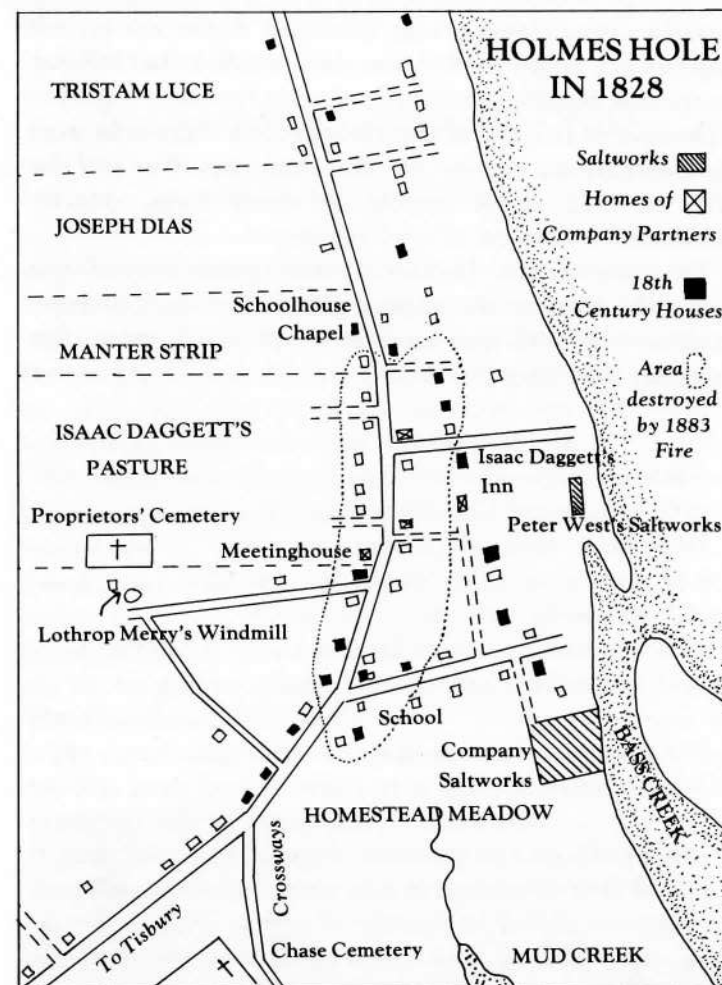 HOLMES HOLE
IN 1828
Saltworks
Homes of
Company Partners
18th
Century Houses
Area
destroyed
by 1883
Fire
TRISTAM LUCE
JOSEPH DIAS
Schoolhouse
Chapel
MANTER STRIP
ISAAC DAGGETT'S
PASTURE
Isaac Daggett's
Inn
Proprietors' Cemetery
Peter West's Saltworks
Meetinghouse
Lothrop Merry's Windmill
School
Company
Saltworks
BASS CREEK
HOMESTEAD MEADOW
Crossways
To Tisbury
Chase Cemetery
MUD CREEK